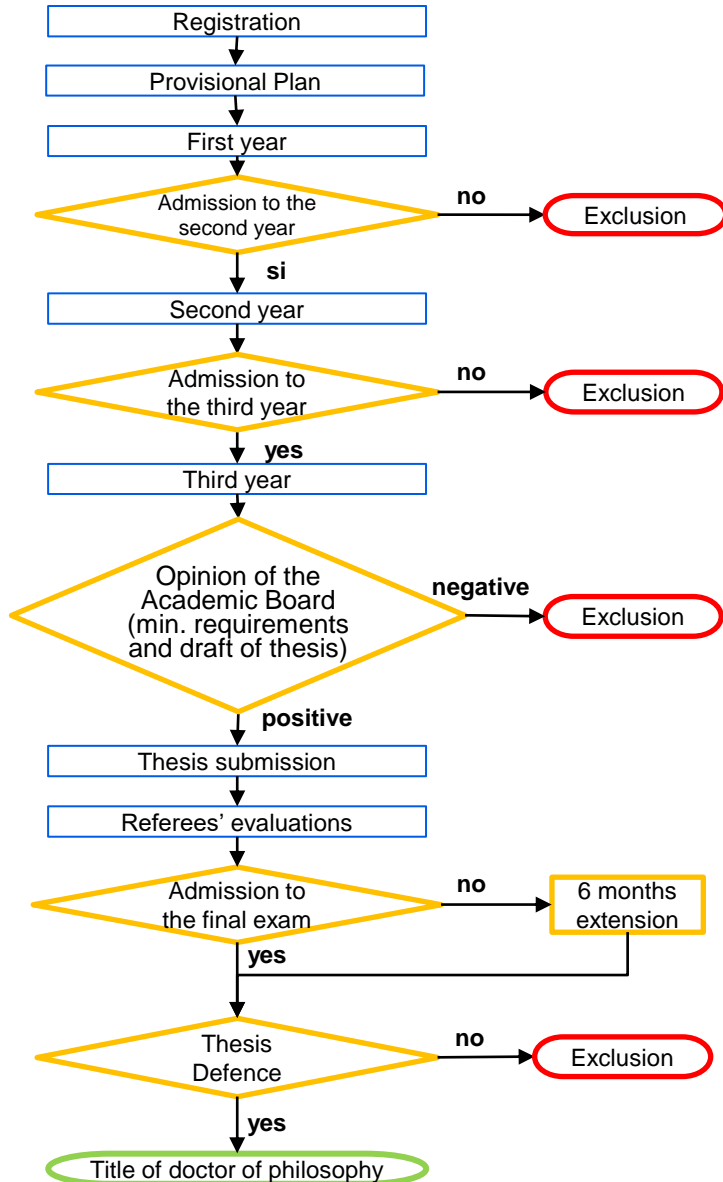 Registration
Provisional Plan
First year
Admission to the
second year
no
Exclusion
si
Second year
Admission to
the third year
no
Exclusion
yes
Third year
Opinion of the
Academic Board
(min. requirements
and draft of thesis)
negative
Exclusion
positive
Thesis submission
Referees’ evaluations
Admission to
the final exam
no
6 months
extension
yes
Thesis
Defence
no
Exclusion
yes
Title of doctor of philosophy